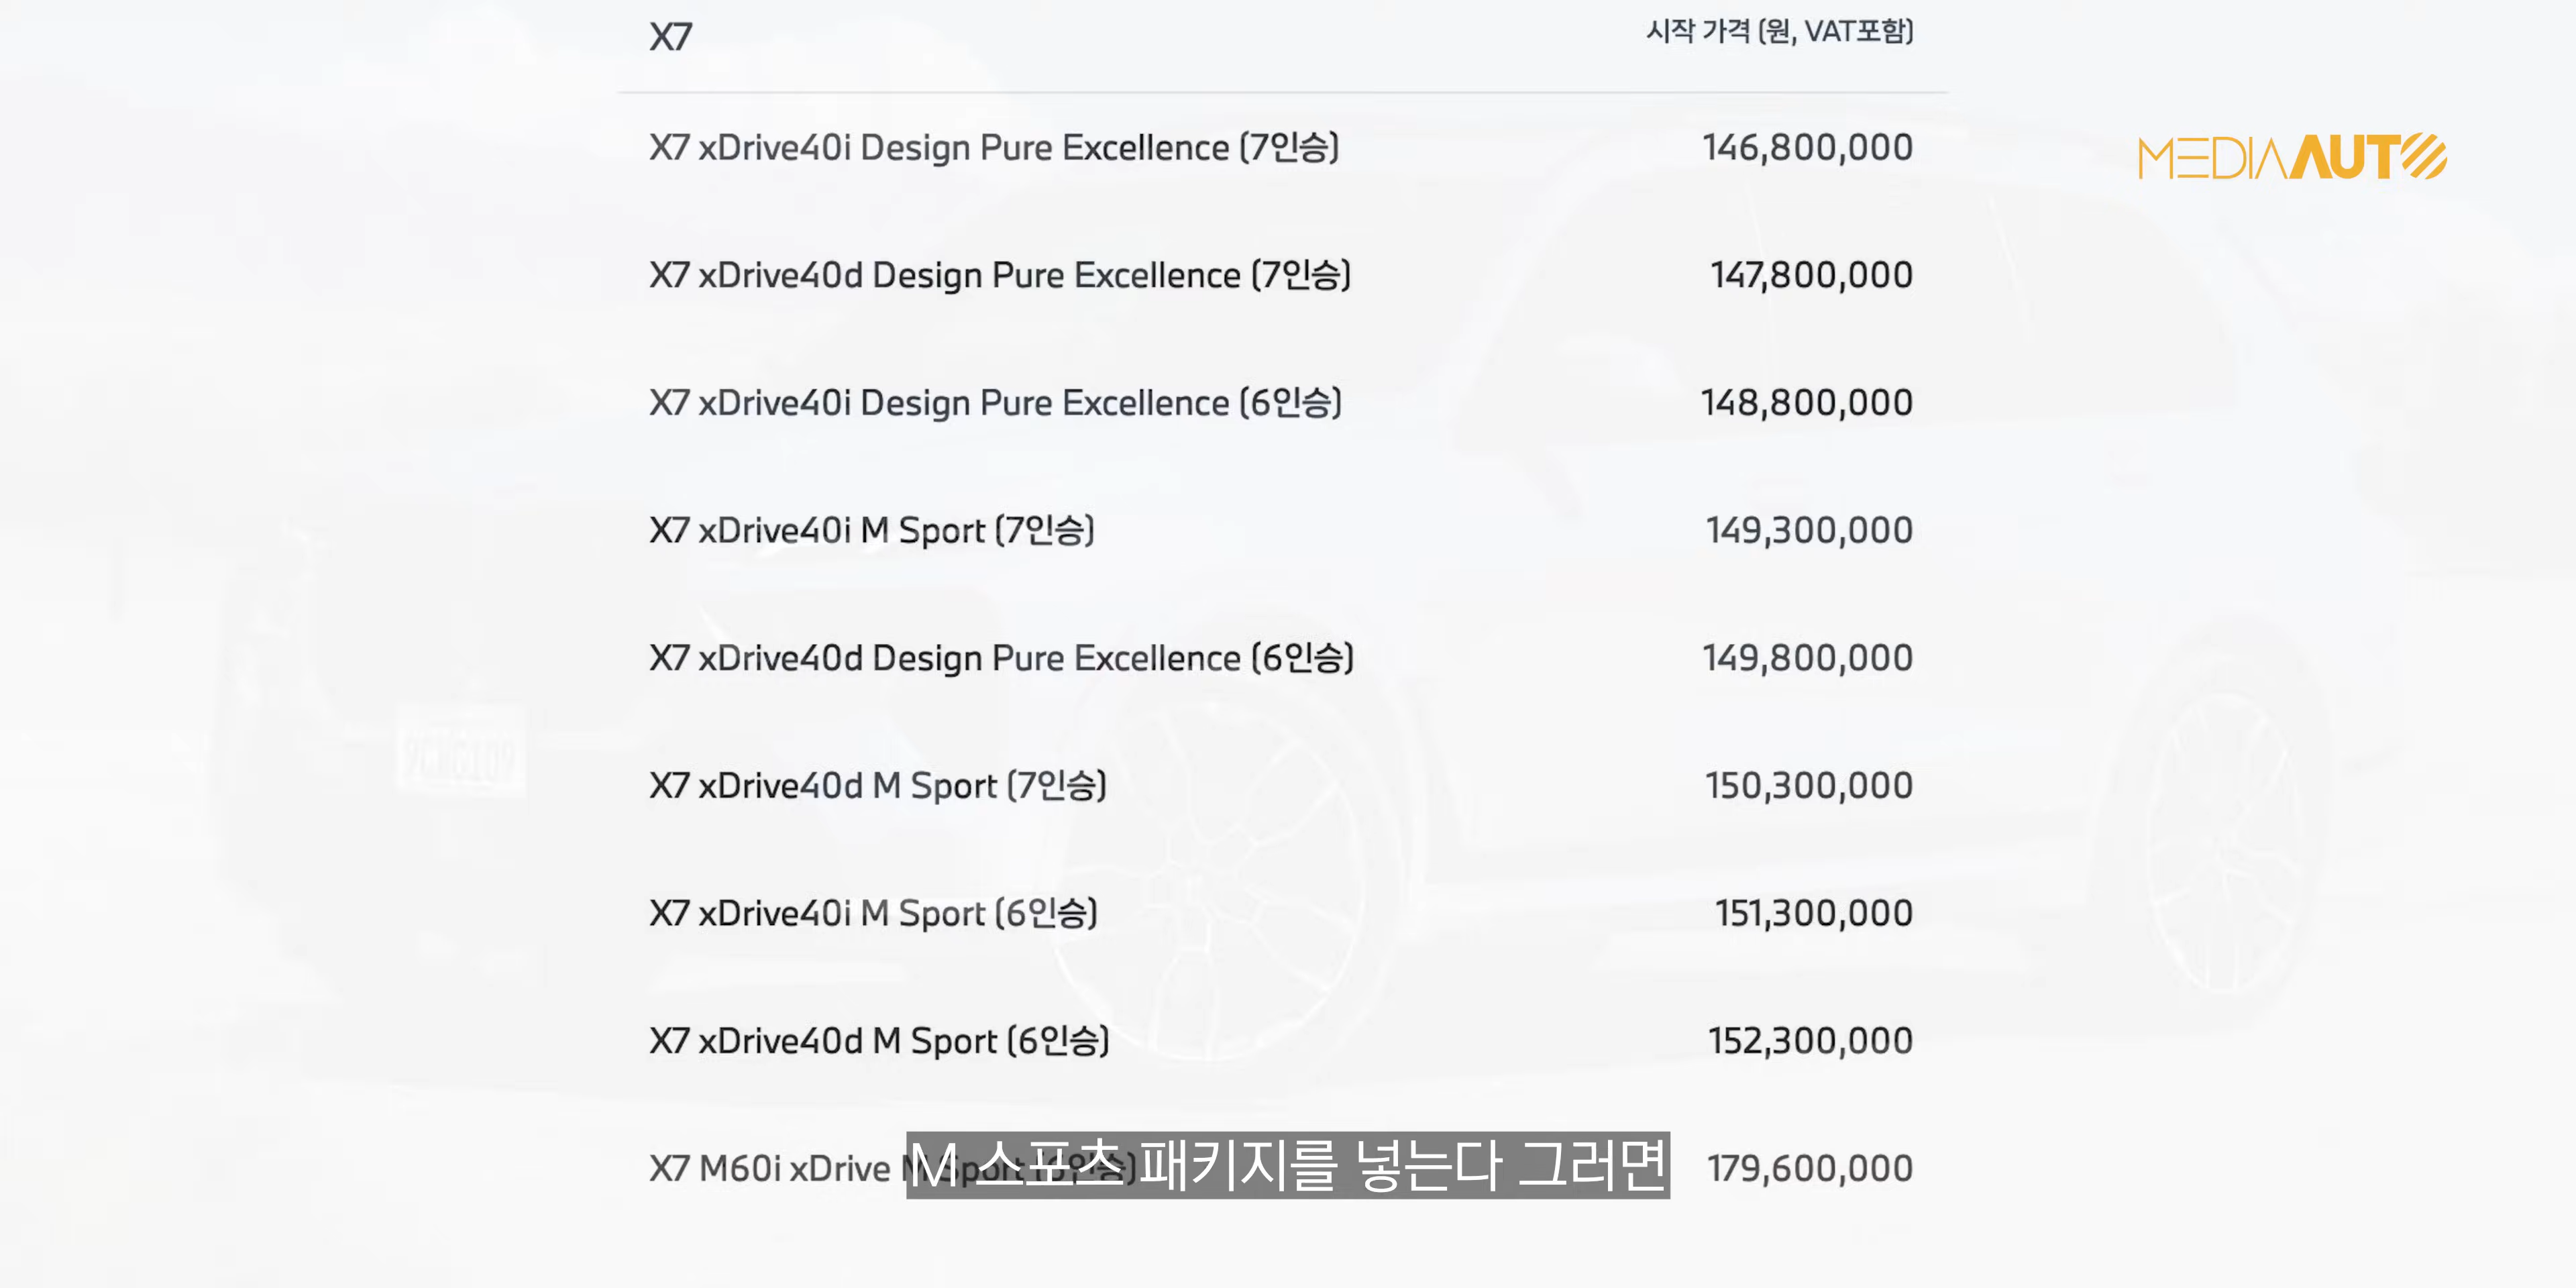 X7 시작 가격 (원, VAT포함)
MEDIAAUTO
X7 xDrive40i Design Pure Excellence (7인승) 146,800,000
X7 xDrive40d Design Pure Excellence (7인승) 147,800,000
X7 xDrive40i Design Pure Excellence (6인승) 148,800,000
X7 xDrive40i M Sport (7인승) 149,300,000
X7 xDrive40d Design Pure Excellence (6인승) 149,800,000
X7 xDrive40d M Sport (7인승) 150,300,000
X7 xDrive40i M Sport (6인승) 151,300,000
X7 xDrive40d M Sport (6인승) 152,300,000
X7 M60i xDrive M Sport (6인승) 179,600,000
M 스포츠 패키지를 넣는다 그러면